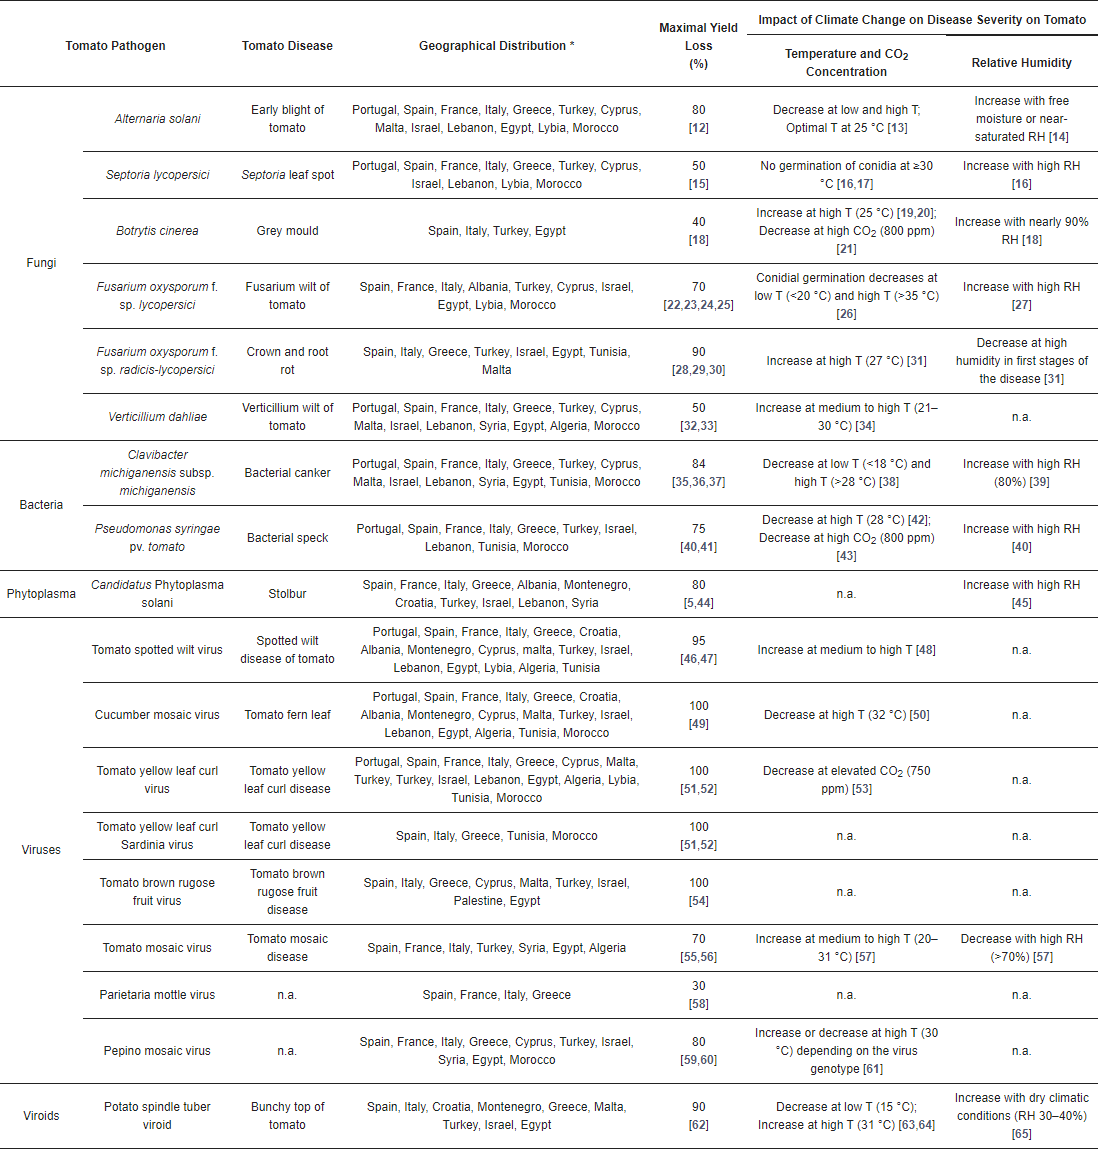 Tomato Pathogen
Tomato Disease
Geographical Distribution *
Maximal Yield
Loss
(%)
Impact of Climate Change on Disease Severity on Tomato
Temperature and CO2
Concentration
Relative Humidity
Fungi
Alternaria solani
Early blight of
tomato
Portugal, Spain, France, Italy, Greece, Turkey, Cyprus,
Malta, Israel, Lebanon, Egypt, Lybia, Morocco
80
[12]
Decrease at low and high T;
Optimal T at 25 °C [13]
Increase with free
moisture or near-
saturated RH [14]
Septoria lycopersici
Septoria leaf spot
Portugal, Spain, France, Italy, Greece, Turkey, Cyprus,
Israel, Lebanon, Lybia, Morocco
50
[15]
No germination of conidia at ≥30
°C [16,17]
Increase with high RH
[16]
Botrytis cinerea
Grey mould
Spain, Italy, Turkey, Egypt
40
[18]
Increase at high T (25 °C) [19,20];
Decrease at high CO2 (800 ppm)
[21]
Increase with nearly 90%
RH [18]
Fusarium oxysporum f.
sp. lycopersici
Fusarium wilt of
tomato
Spain, France, Italy, Albania, Turkey, Cyprus, Israel,
Egypt, Lybia, Morocco
70
[22,23,24,25]
Conidial germination decreases at
low T (<20 °C) and high T (>35 °C)
[26]
Increase with high RH
[27]
Fusarium oxysporum f.
sp. radicis-lycopersici
Crown and root
rot
Spain, Italy, Greece, Turkey, Israel, Egypt, Tunisia,
Malta
90
[28,29,30]
Increase at high T (27 °C) [31]
Decrease at high
humidity in first stages of
the disease [31]
Verticillium dahliae
Verticillium wilt of
tomato
Portugal, Spain, France, Italy, Greece, Turkey, Cyprus,
Malta, Israel, Lebanon, Syria, Egypt, Algeria, Morocco
50
[32,33]
Increase at medium to high T (21–
30 °C) [34]
n.a.
Bacteria
Clavibacter
michiganensis subsp.
michiganensis
Bacterial canker
Portugal, Spain, France, Italy, Greece, Turkey, Cyprus,
Malta, Israel, Lebanon, Syria, Egypt, Tunisia, Morocco
84
[35,36,37]
Decrease at low T (<18 °C) and
high T (>28 °C) [38]
Increase with high RH
(80%) [39]
Pseudomonas syringae
pv. tomato
Bacterial speck
Portugal, Spain, France, Italy, Greece, Turkey, Israel,
Lebanon, Tunisia, Morocco
75
[40,41]
Decrease at high T (28 °C) [42];
Decrease at high CO2 (800 ppm)
[43]
Increase with high RH
[40]
Phytoplasma
Candidatus Phytoplasma
solani
Stolbur
Spain, France, Italy, Greece, Albania, Montenegro,
Croatia, Turkey, Israel, Lebanon, Syria
80
[5,44]
n.a.
Increase with high RH
[45]
Viruses
Tomato spotted wilt virus
Spotted wilt
disease of tomato
Portugal, Spain, France, Italy, Greece, Croatia,
Albania, Montenegro, Cyprus, malta, Turkey, Israel,
Lebanon, Egypt, Lybia, Algeria, Tunisia
95
[46,47]
Increase at medium to high T [48]
n.a.
Cucumber mosaic virus
Tomato fern leaf
Portugal, Spain, France, Italy, Greece, Croatia,
Albania, Montenegro, Cyprus, Malta, Turkey, Israel,
Lebanon, Egypt, Algeria, Tunisia, Morocco
100
[49]
Decrease at high T (32 °C) [50]
n.a.
Tomato yellow leaf curl
virus
Tomato yellow
leaf curl disease
Portugal, Spain, France, Italy, Greece, Cyprus, Malta,
Turkey, Turkey, Israel, Lebanon, Egypt, Algeria, Lybia,
Tunisia, Morocco
100
[51,52]
Decrease at elevated CO2 (750
ppm) [53]
n.a.
Tomato yellow leaf curl
Sardinia virus
Tomato yellow
leaf curl disease
Spain, Italy, Greece, Tunisia, Morocco
100
[51,52]
n.a.
n.a.
Tomato brown rugose
fruit virus
Tomato brown
rugose fruit
disease
Spain, Italy, Greece, Cyprus, Malta, Turkey, Israel,
Palestine, Egypt
100
[54]
n.a.
n.a.
Tomato mosaic virus
Tomato mosaic
disease
Spain, France, Italy, Turkey, Syria, Egypt, Algeria
70
[55,56]
Increase at medium to high T (20–
31 °C) [57]
Decrease with high RH
(>70%) [57]
Parietaria mottle virus
n.a.
Spain, France, Italy, Greece
30
[58]
n.a.
n.a.
Pepino mosaic virus
n.a.
Spain, France, Italy, Greece, Cyprus, Turkey, Israel,
Syria, Egypt, Morocco
80
[59,60]
Increase or decrease at high T (30
°C) depending on the virus
genotype [61]
n.a.
Viroids
Potato spindle tuber
viroid
Bunchy top of
tomato
Spain, Italy, Croatia, Montenegro, Greece, Malta,
Turkey, Israel, Egypt
90
[62]
Decrease at low T (15 °C);
Increase at high T (31 °C) [63,64]
Increase with dry climatic
conditions (RH 30–40%)
[65]